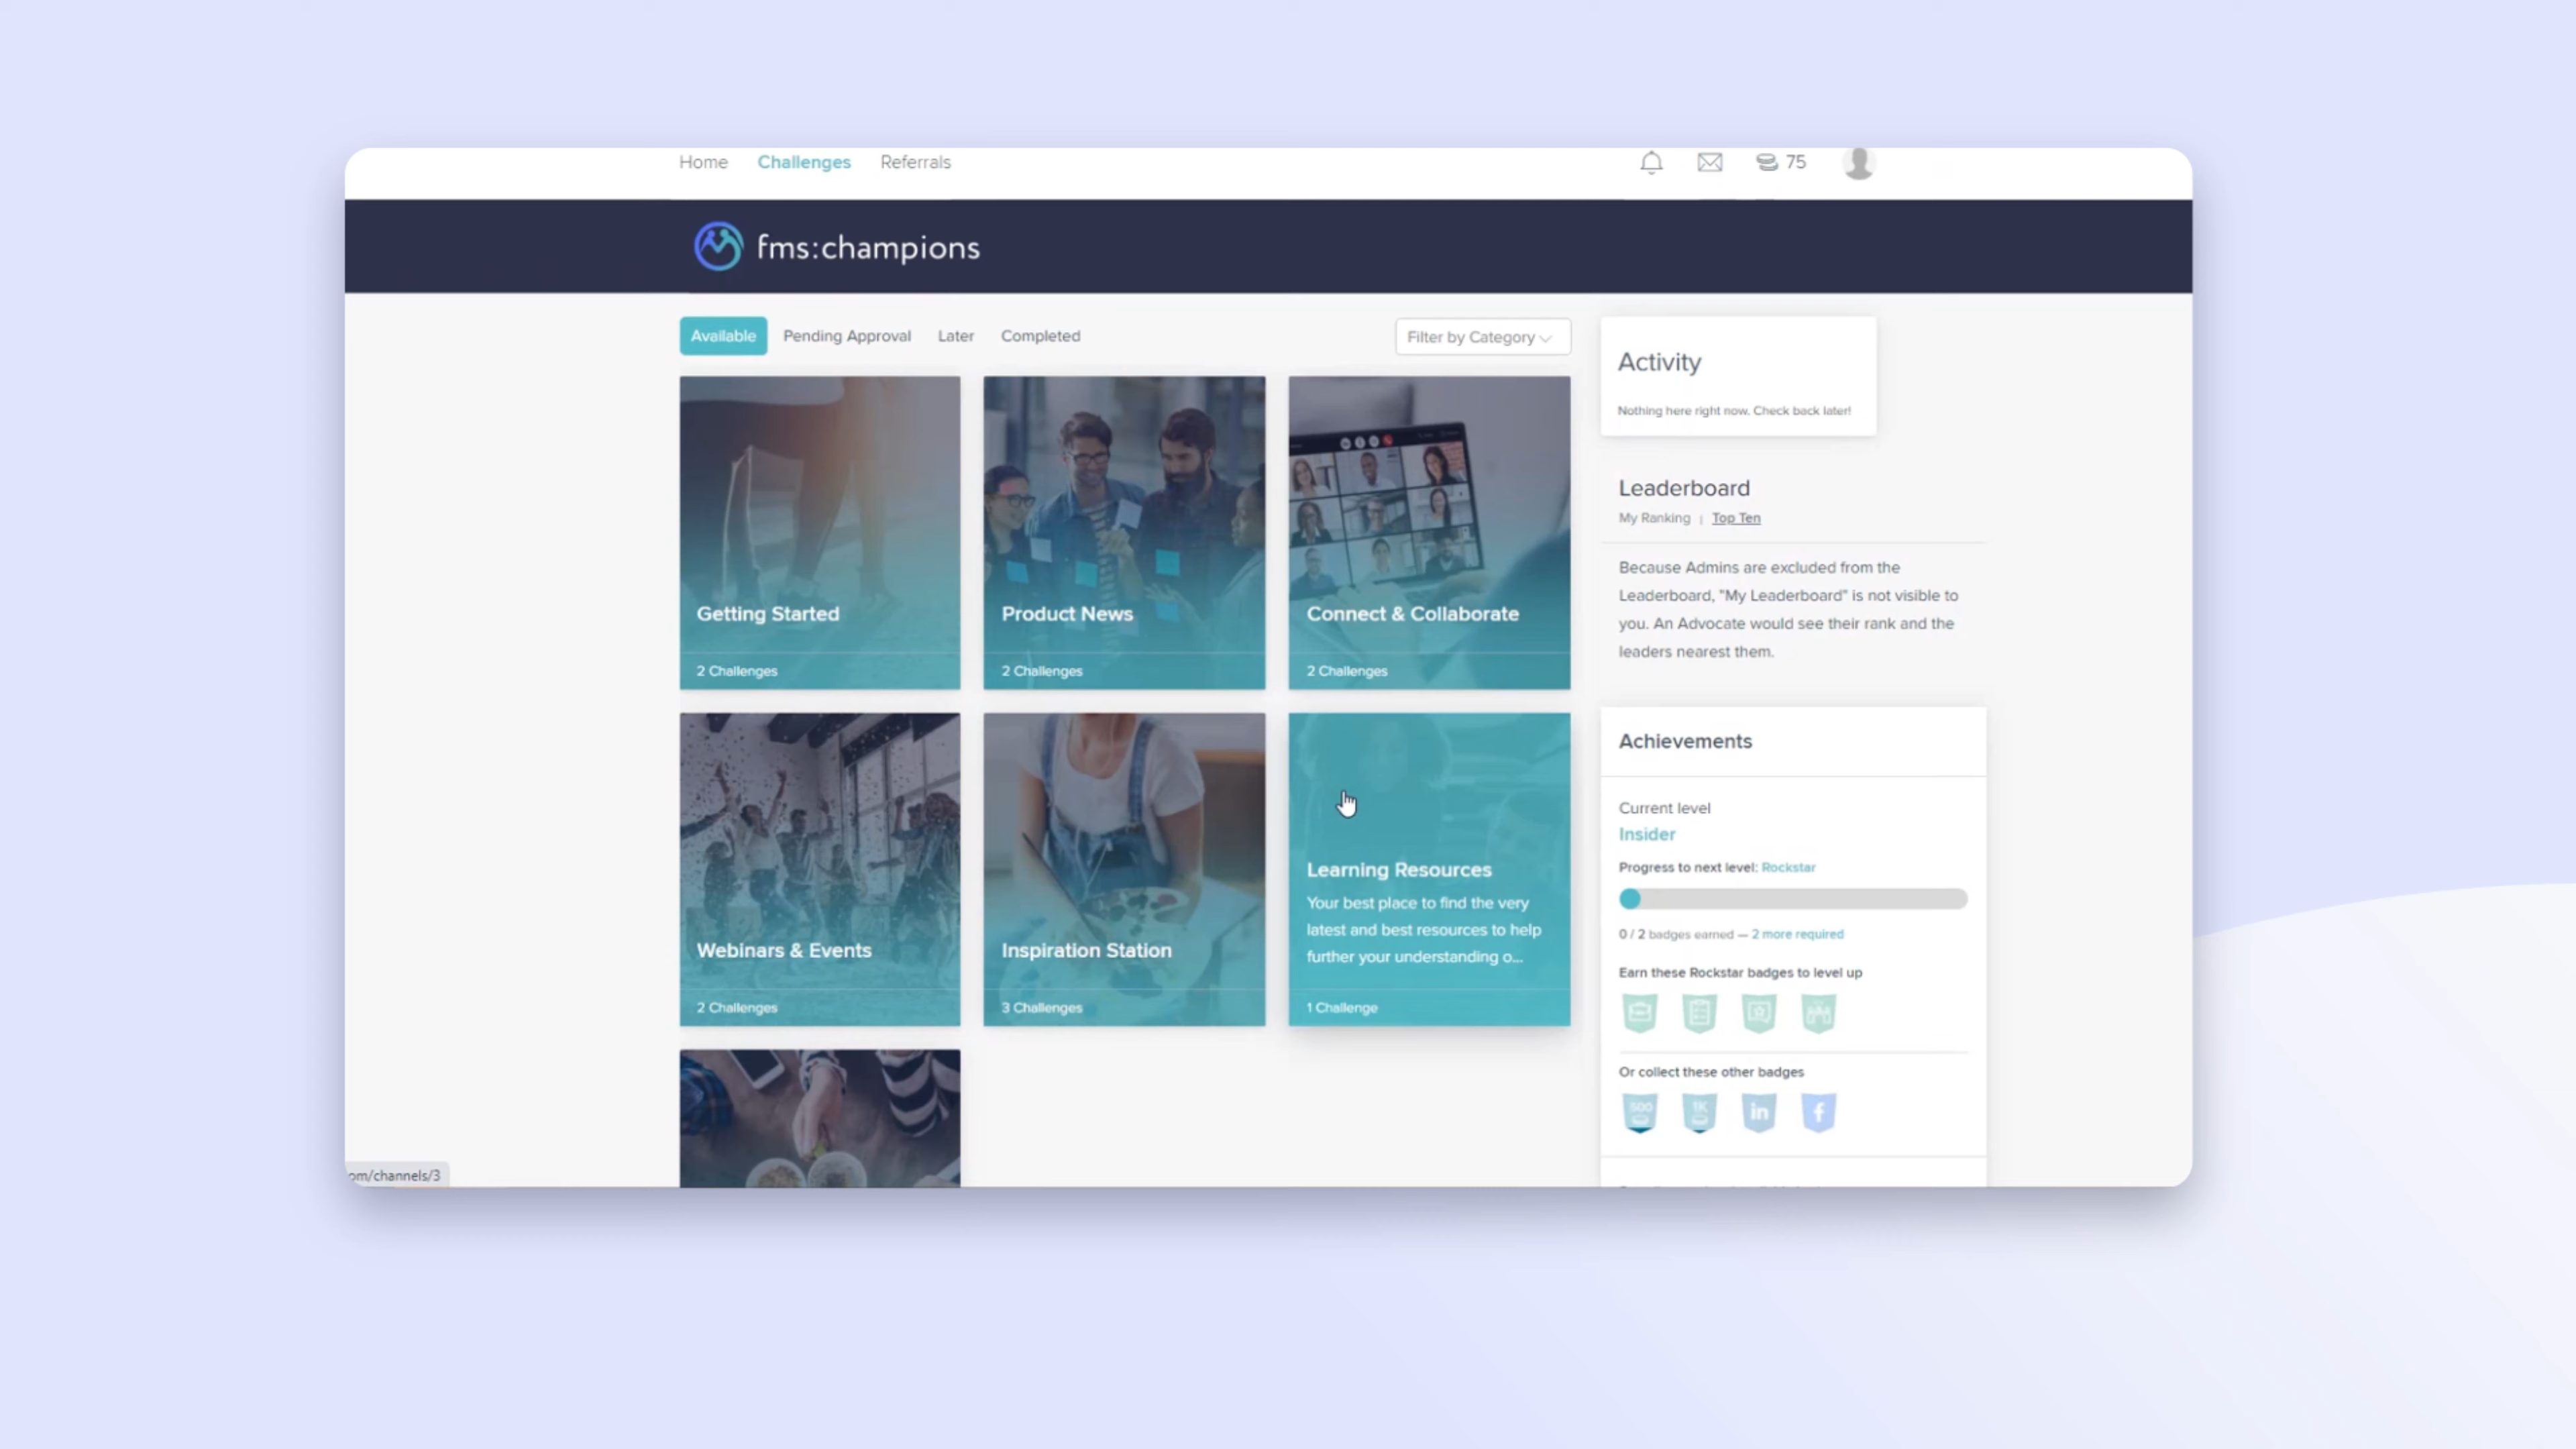 Home Challenges Referrals 75
fms:champions
Available Pending Approval Later Completed Filter by Category
Activity
Nothing here right now. Check back later!
Getting Started
2 Challenges
Product News
2 Challenges
Connect & Collaborate
2 Challenges
Leaderboard
My Ranking | Top Ten
Because Admins are excluded from the
Leaderboard, "My Leaderboard" is not visible to
you. An Advocate would see their rank and the
leaders nearest them.
Webinars & Events
2 Challenges
Inspiration Station
3 Challenges
Learning Resources
Your best place to find the very
latest and best resources to help
further your understanding o...
1 Challenge
Achievements
Current level
Insider
Progress to next level: Rockstar
0 / 2 badges earned — 2 more required
Earn these Rockstar badges to level up
Or collect these other badges
500 1K in f
om/channels/3